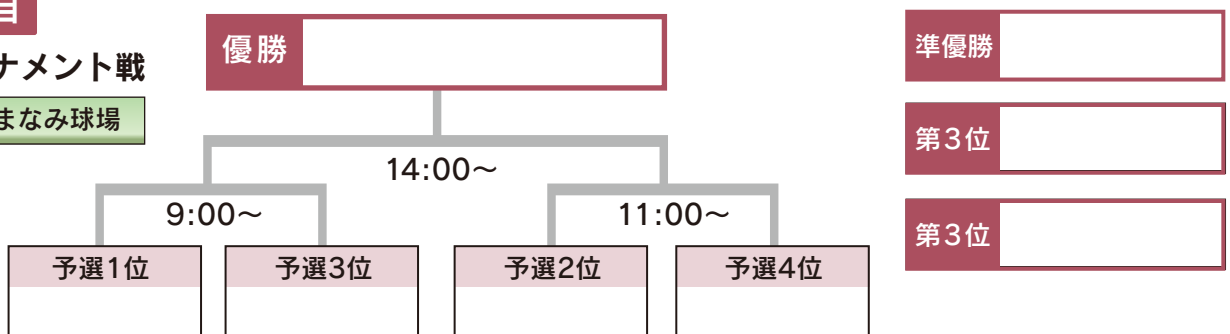 目
ナメント戦
まなみ球場
優勝
14:00〜
9:00〜
11:00〜
予選1位
予選3位
予選2位
予選4位
準優勝
第3位
第3位